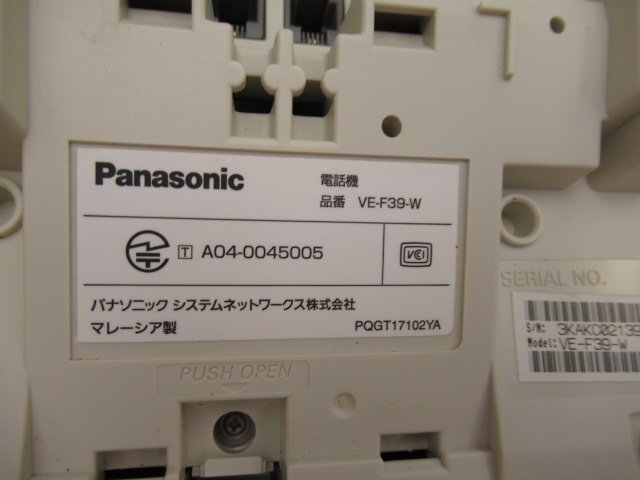 Panasonic
電話機
品番 VE-F39-W
T A04-0045005
VCCI
パナソニック システムネットワークス株式会社
マレーシア製
PQGT17102YA
PUSH OPEN
SERIAL NO.
S/N: 3KAKC02139
Model: VE-F39-W